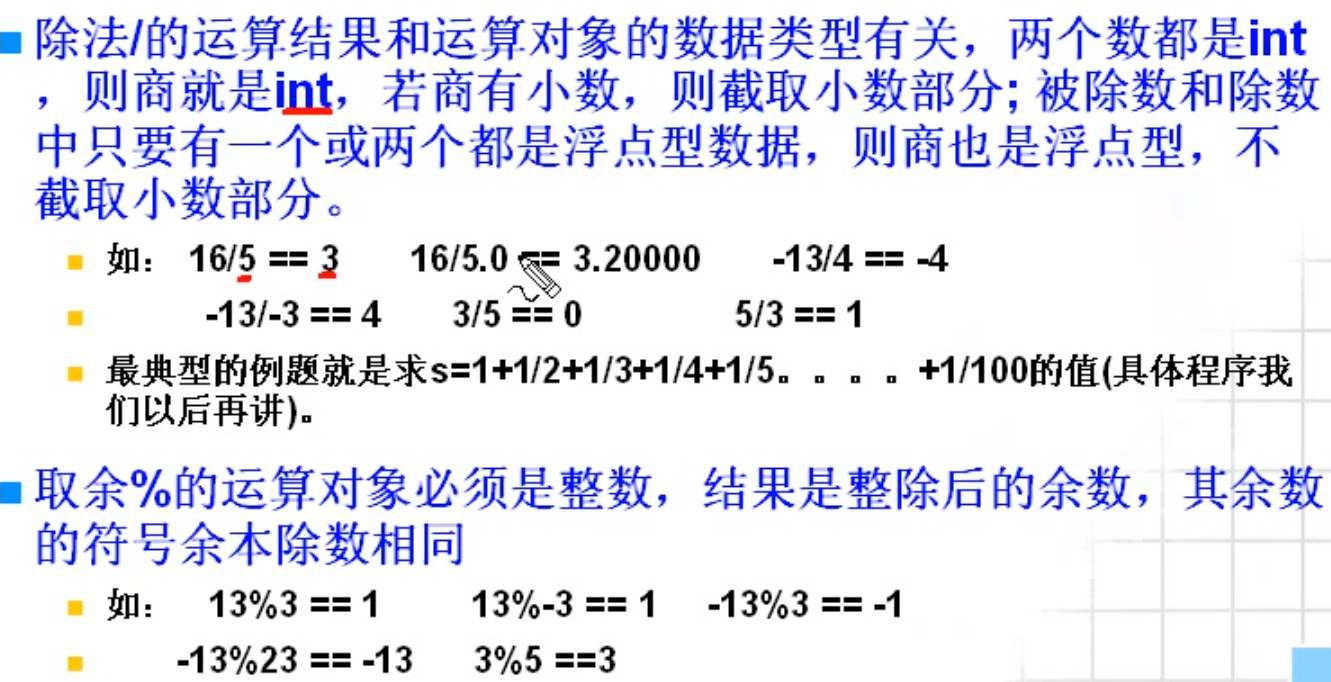 除法/的运算结果和运算对象的数据类型有关，两个数都是int
，则商就是int，若商有小数，则截取小数部分; 被除数和除数
中只要有一个或两个都是浮点型数据，则商也是浮点型，不
截取小数部分。
如： 16/5 == 3 16/5.0 == 3.20000 -13/4 == -4
-13/-3 == 4 3/5 == 0 5/3 == 1
最典型的例题就是求s=1+1/2+1/3+1/4+1/5。。。。+1/100的值(具体程序我
们以后再讲)。
取余%的运算对象必须是整数，结果是整除后的余数，其余数
的符号余本除数相同
如： 13%3 == 1 13%-3 == 1 -13%3 == -1
-13%23 == -13 3%5 ==3